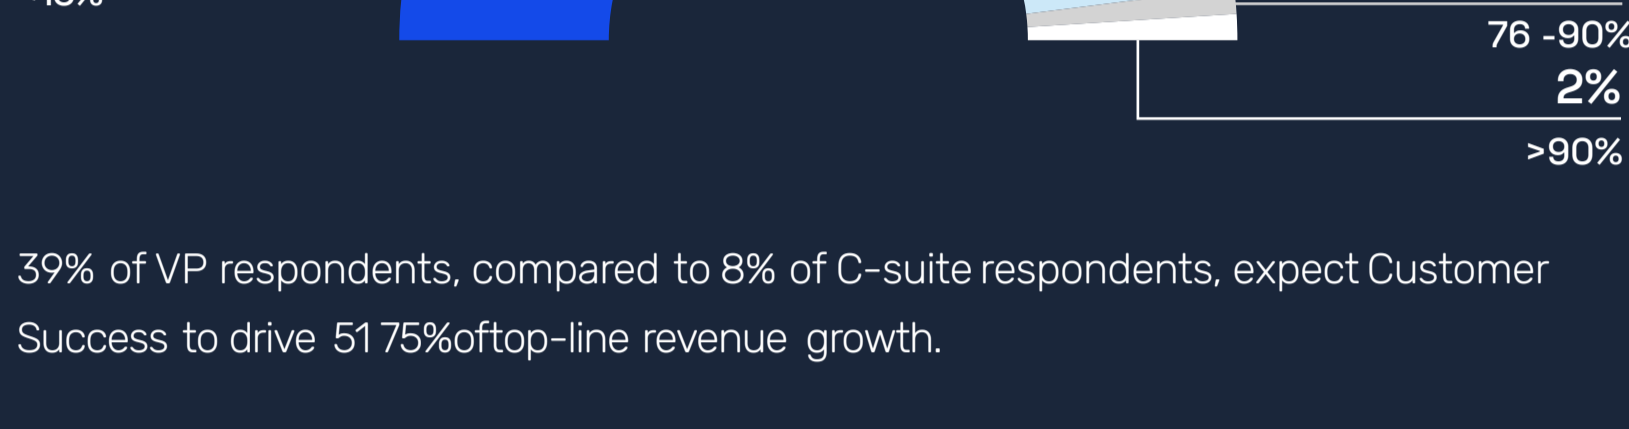 76 -90%
2%
>90%
39% of VP respondents, compared to 8% of C-suite respondents, expect Customer
Success to drive 51 75%oftop-line revenue growth.